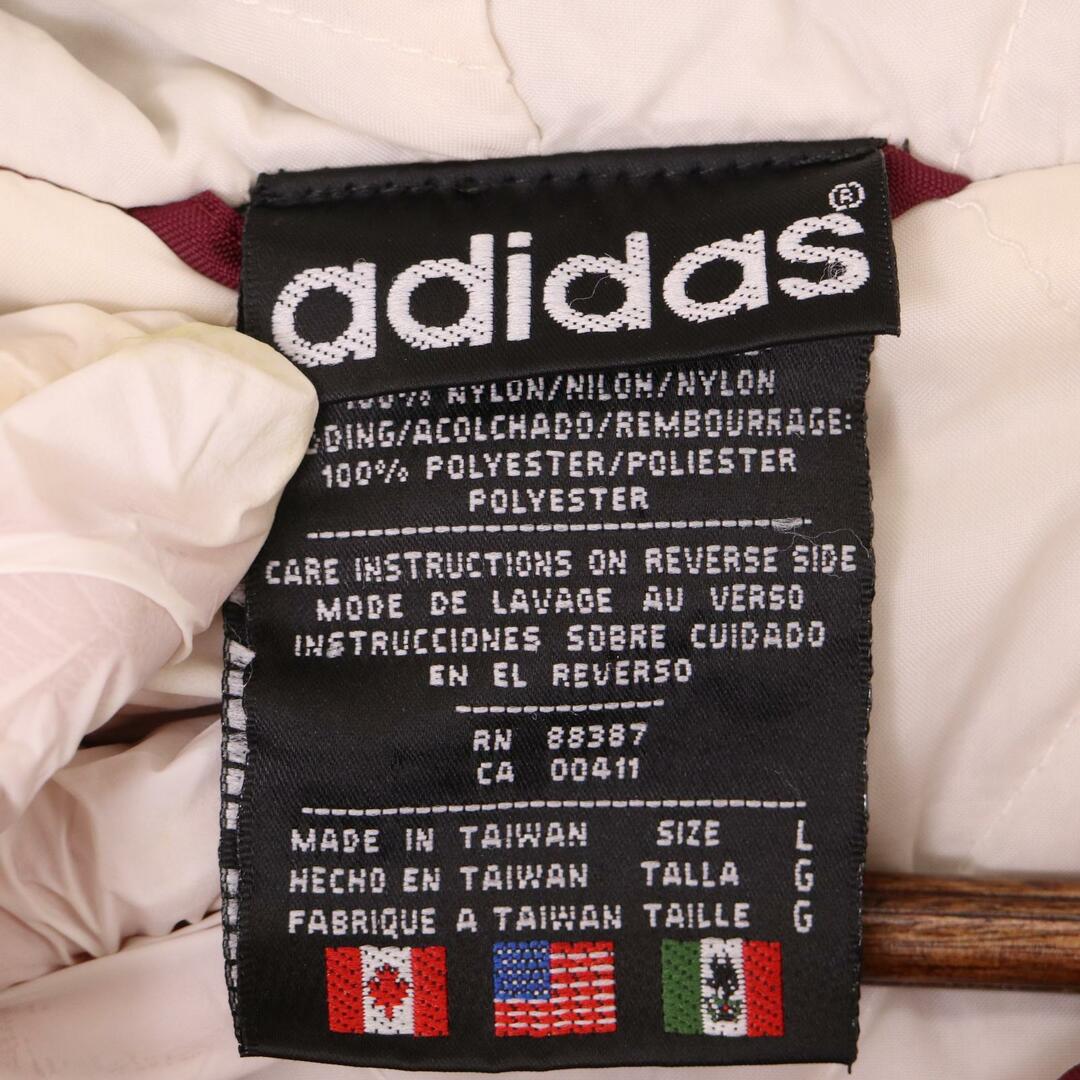 adidas®
100% NYLON/NILON/NYLON
DDING/ACOLCHADO/REMBOURRAGE:
100% POLYESTER/POLIESTER
POLYESTER
CARE INSTRUCTIONS ON REVERSE SIDE
MODE DE LAVAGE AU VERSO
INSTRUCCIONES SOBRE CUIDADO
EN EL REVERSO
RN 88387
CA 00411
MADE IN TAIWAN SIZE L
HECHO EN TAIWAN TALLA G
FABRIQUE A TAIWAN TAILLE G